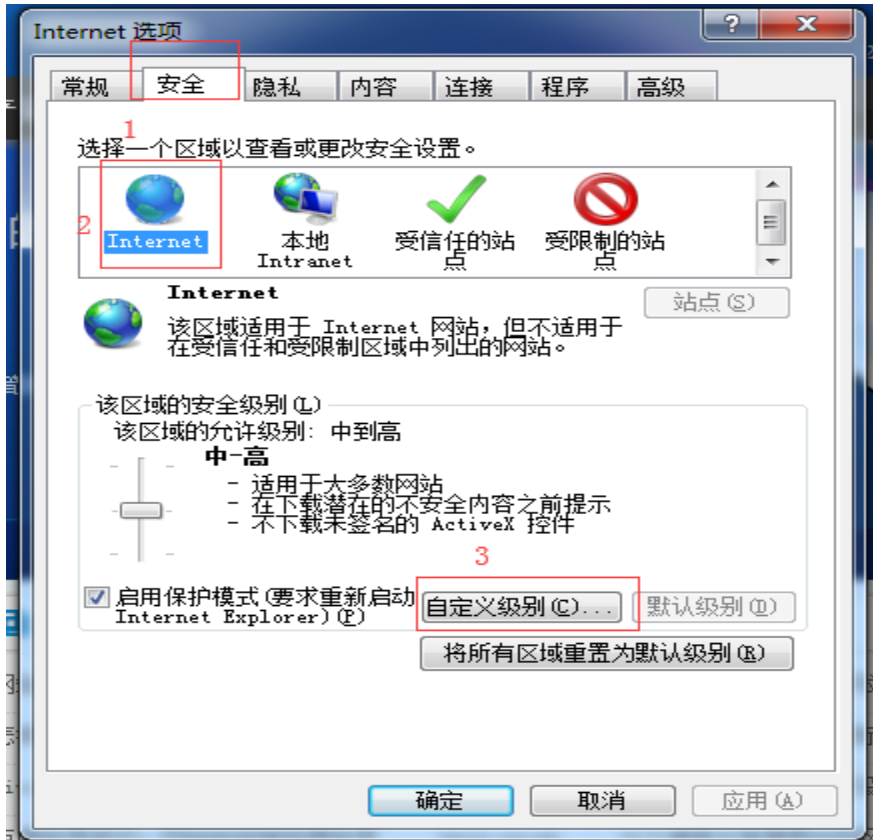 Internet 选项
常规 安全 隐私 内容 连接 程序 高级
1
选择一个区域以查看或更改安全设置。
2
Internet
本地
Intranet
受信任的站
点
受限制的站
点
Internet
站点(S)
该区域适用于 Internet 网站，但不适用于
在受信任和受限制区域中列出的网站。
该区域的安全级别(L)
该区域的允许级别: 中到高
中-高
- 适用于大多数网站
- 在下载潜在的不安全内容之前提示
- 不下载未签名的 ActiveX 控件
3
启用保护模式(要求重新启动
Internet Explorer)(P)
自定义级别(C)... 默认级别(D)
将所有区域重置为默认级别(R)
确定 取消 应用(A)